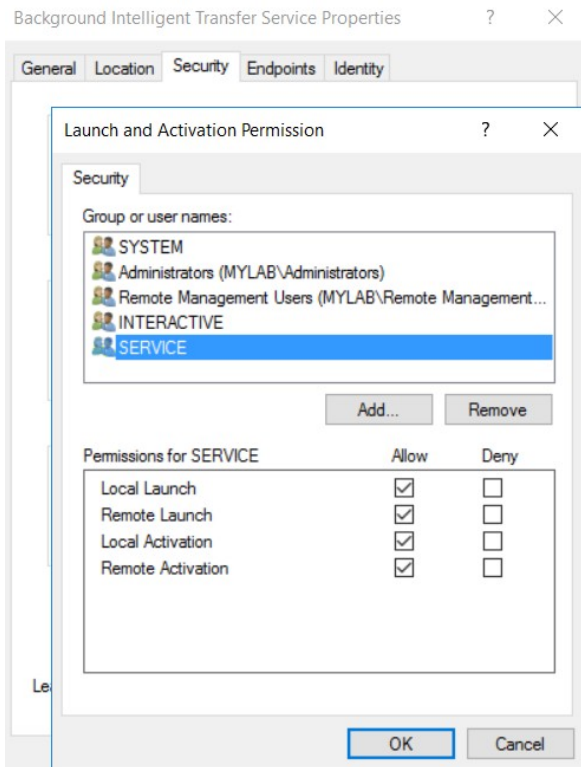 Background Intelligent Transfer Service Properties ? ×
General Location Security Endpoints Identity
Launch and Activation Permission ? ×
Security
Group or user names:
SYSTEM
Administrators (MYLAB\Administrators)
Remote Management Users (MYLAB\Remote Management...
INTERACTIVE
SERVICE
Add... Remove
Permissions for SERVICE Allow Deny
Local Launch
Remote Launch
Local Activation
Remote Activation
Le
OK Cancel